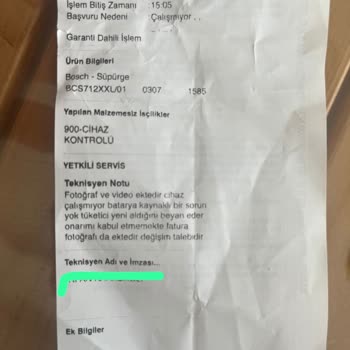 İşlem Bitiş Zamanı : 15:05
Başvuru Nedeni : Çalışmıyor . .
Garanti Dahili İşlem
Ürün Bilgileri
Bosch - Süpürge
BCS712XXL/01 0307 1585
Yapılan Malzemesiz İşçilikler
900-CİHAZ
KONTROLÜ
YETKİLİ SERVİS
Teknisyen Notu
Fotoğraf ve video ektedir cihaz
çalışmıyor batarya kaynaklı bir sorun
yok tüketici yeni aldığını beyan eder
onarımı kabul etmemekte fatura
fotoğrafı da ektedir değişim talebidir
Teknisyen Adı ve İmzası...
Ek Bilgiler